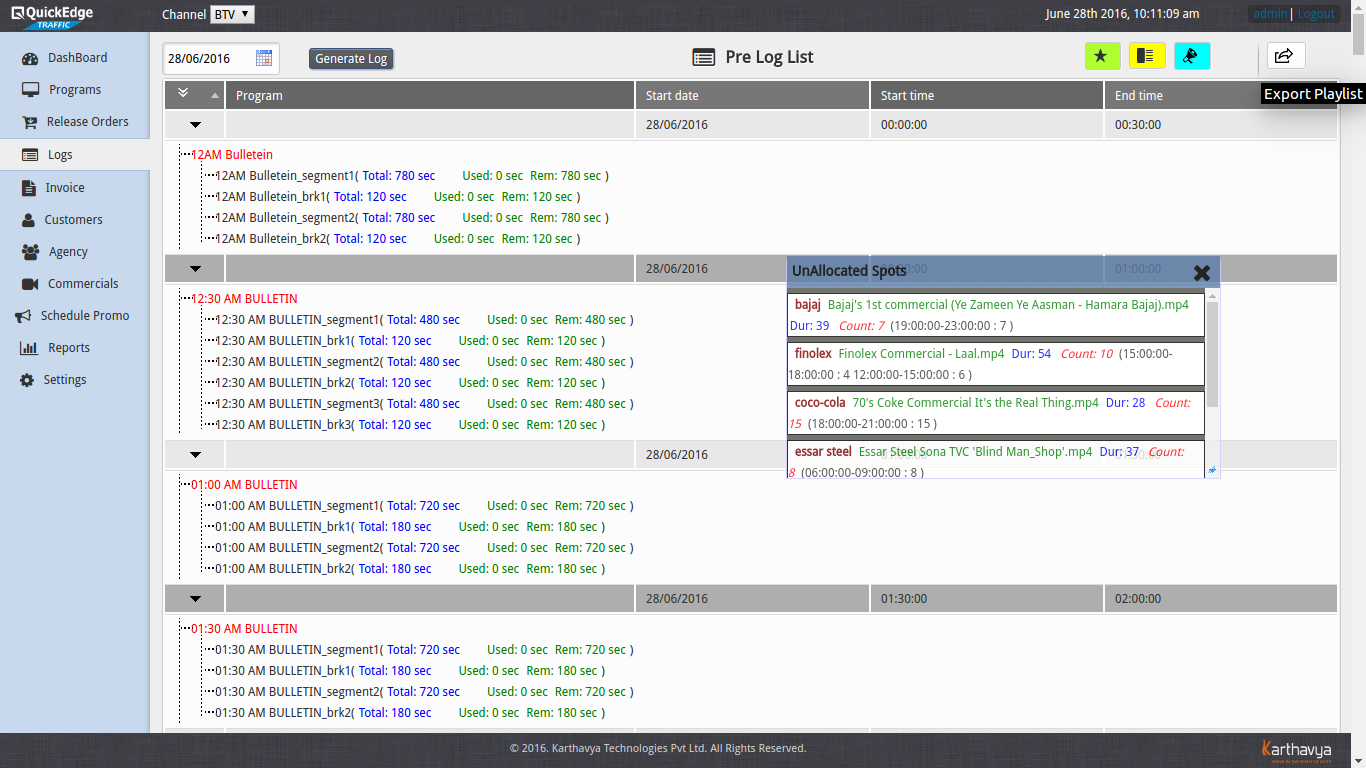 QuickEdge
TRAFFIC
Channel BTV
June 28th 2016, 10:11:09 am
admin| Logout
DashBoard
Programs
Release Orders
Logs
Invoice
Customers
Agency
Commercials
Schedule Promo
Reports
Settings
28/06/2016
Generate Log
Pre Log List
Export Playlist
Program Start date Start time End time
28/06/2016 00:00:00 00:30:00
12AM Bulletein
12AM Bulletein_segment1( Total: 780 sec Used: 0 sec Rem: 780 sec )
12AM Bulletein_brk1( Total: 120 sec Used: 0 sec Rem: 120 sec )
12AM Bulletein_segment2( Total: 780 sec Used: 0 sec Rem: 780 sec )
12AM Bulletein_brk2( Total: 120 sec Used: 0 sec Rem: 120 sec )
28/06/2016 01:00:00
12:30 AM BULLETIN
12:30 AM BULLETIN_segment1( Total: 480 sec Used: 0 sec Rem: 480 sec )
12:30 AM BULLETIN_brk1( Total: 120 sec Used: 0 sec Rem: 120 sec )
12:30 AM BULLETIN_segment2( Total: 480 sec Used: 0 sec Rem: 480 sec )
12:30 AM BULLETIN_brk2( Total: 120 sec Used: 0 sec Rem: 120 sec )
12:30 AM BULLETIN_segment3( Total: 480 sec Used: 0 sec Rem: 480 sec )
12:30 AM BULLETIN_brk3( Total: 120 sec Used: 0 sec Rem: 120 sec )
28/06/2016
01:00 AM BULLETIN
01:00 AM BULLETIN_segment1( Total: 720 sec Used: 0 sec Rem: 720 sec )
01:00 AM BULLETIN_brk1( Total: 180 sec Used: 0 sec Rem: 180 sec )
01:00 AM BULLETIN_segment2( Total: 720 sec Used: 0 sec Rem: 720 sec )
01:00 AM BULLETIN_brk2( Total: 180 sec Used: 0 sec Rem: 180 sec )
28/06/2016 01:30:00 02:00:00
01:30 AM BULLETIN
01:30 AM BULLETIN_segment1( Total: 720 sec Used: 0 sec Rem: 720 sec )
01:30 AM BULLETIN_brk1( Total: 180 sec Used: 0 sec Rem: 180 sec )
01:30 AM BULLETIN_segment2( Total: 720 sec Used: 0 sec Rem: 720 sec )
01:30 AM BULLETIN_brk2( Total: 180 sec Used: 0 sec Rem: 180 sec )
UnAllocated Spots
bajaj Bajaj's 1st commercial (Ye Zameen Ye Aasman - Hamara Bajaj).mp4
Dur: 39 Count: 7 (19:00:00-23:00:00 : 7 )
finolex Finolex Commercial - Laal.mp4 Dur: 54 Count: 10 (15:00:00-
18:00:00 : 4 12:00:00-15:00:00 : 6 )
coco-cola 70's Coke Commercial It's the Real Thing.mp4 Dur: 28 Count:
15 (18:00:00-21:00:00 : 15 )
essar steel Essar Steel Sona TVC 'Blind Man_Shop'.mp4 Dur: 37 Count:
8 (06:00:00-09:00:00 : 8 )
© 2016. Karthavya Technologies Pvt Ltd. All Rights Reserved.
Karthavya